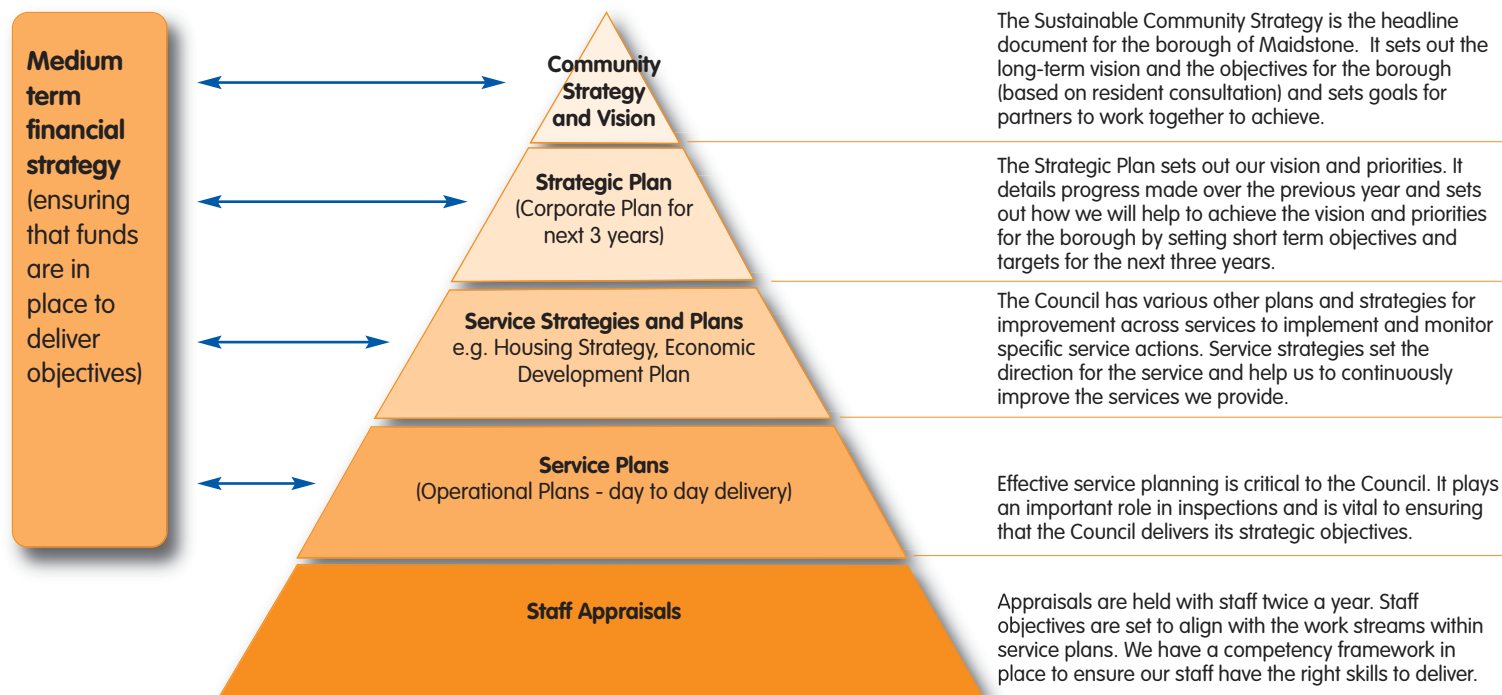 Medium
term
financial
strategy
(ensuring
that funds
are in
place to
deliver
objectives)
Community
Strategy
and Vision
The Sustainable Community Strategy is the headline
document for the borough of Maidstone. It sets out the
long-term vision and the objectives for the borough
(based on resident consultation) and sets goals for
partners to work together to achieve.
Strategic Plan
(Corporate Plan for
next 3 years)
The Strategic Plan sets out our vision and priorities. It
details progress made over the previous year and sets
out how we will help to achieve the vision and priorities
for the borough by setting short term objectives and
targets for the next three years.
Service Strategies and Plans
e.g. Housing Strategy, Economic
Development Plan
The Council has various other plans and strategies for
improvement across services to implement and monitor
specific service actions. Service strategies set the
direction for the service and help us to continuously
improve the services we provide.
Service Plans
(Operational Plans - day to day delivery)
Effective service planning is critical to the Council. It plays
an important role in inspections and is vital to ensuring
that the Council delivers its strategic objectives.
Staff Appraisals
Appraisals are held with staff twice a year. Staff
objectives are set to align with the work streams within
service plans. We have a competency framework in
place to ensure our staff have the right skills to deliver.